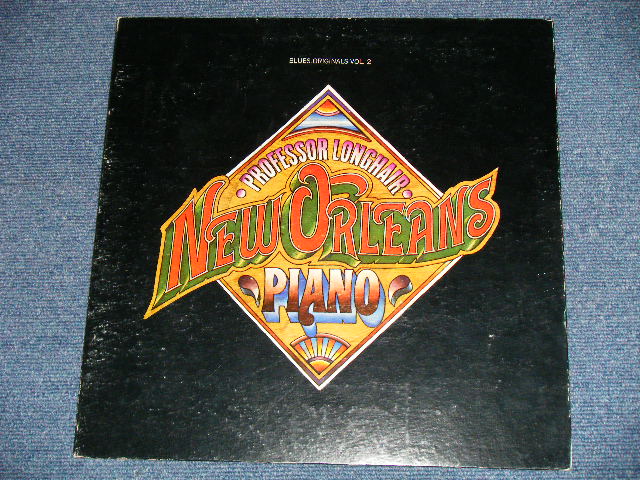 BLUES ORIGINALS VOL. 2
PROFESSOR LONGHAIR
NEW ORLEANS
PIANO